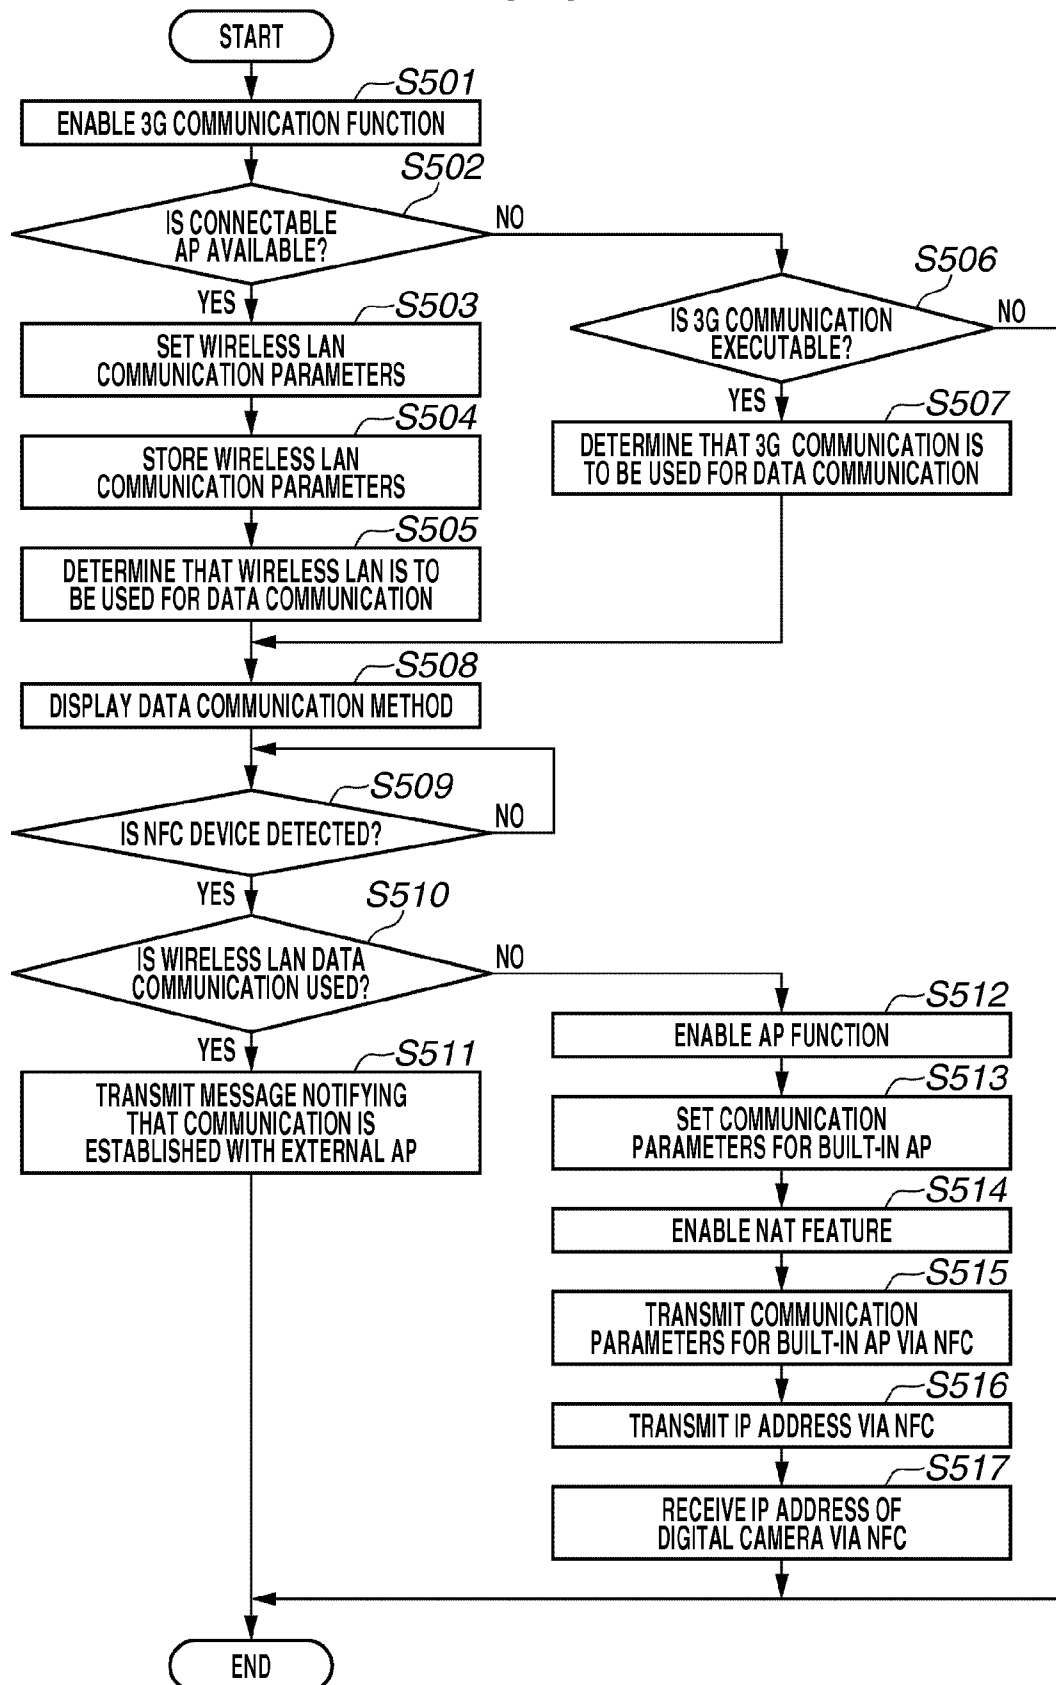 START
S501
ENABLE 3G COMMUNICATION FUNCTION
S502
IS CONNECTABLE
AP AVAILABLE?
NO
YES
S506
IS 3G COMMUNICATION
EXECUTABLE?
NO
YES
S503
SET WIRELESS LAN
COMMUNICATION PARAMETERS
S504
STORE WIRELESS LAN
COMMUNICATION PARAMETERS
S507
DETERMINE THAT 3G COMMUNICATION IS
TO BE USED FOR DATA COMMUNICATION
S505
DETERMINE THAT WIRELESS LAN IS TO
BE USED FOR DATA COMMUNICATION
S508
DISPLAY DATA COMMUNICATION METHOD
S509
IS NFC DEVICE DETECTED?
NO
YES
S510
IS WIRELESS LAN DATA
COMMUNICATION USED?
NO
YES
S511
TRANSMIT MESSAGE NOTIFYING
THAT COMMUNICATION IS
ESTABLISHED WITH EXTERNAL AP
S512
ENABLE AP FUNCTION
S513
SET COMMUNICATION
PARAMETERS FOR BUILT-IN AP
S514
ENABLE NAT FEATURE
S515
TRANSMIT COMMUNICATION
PARAMETERS FOR BUILT-IN AP VIA NFC
S516
TRANSMIT IP ADDRESS VIA NFC
S517
RECEIVE IP ADDRESS OF
DIGITAL CAMERA VIA NFC
END